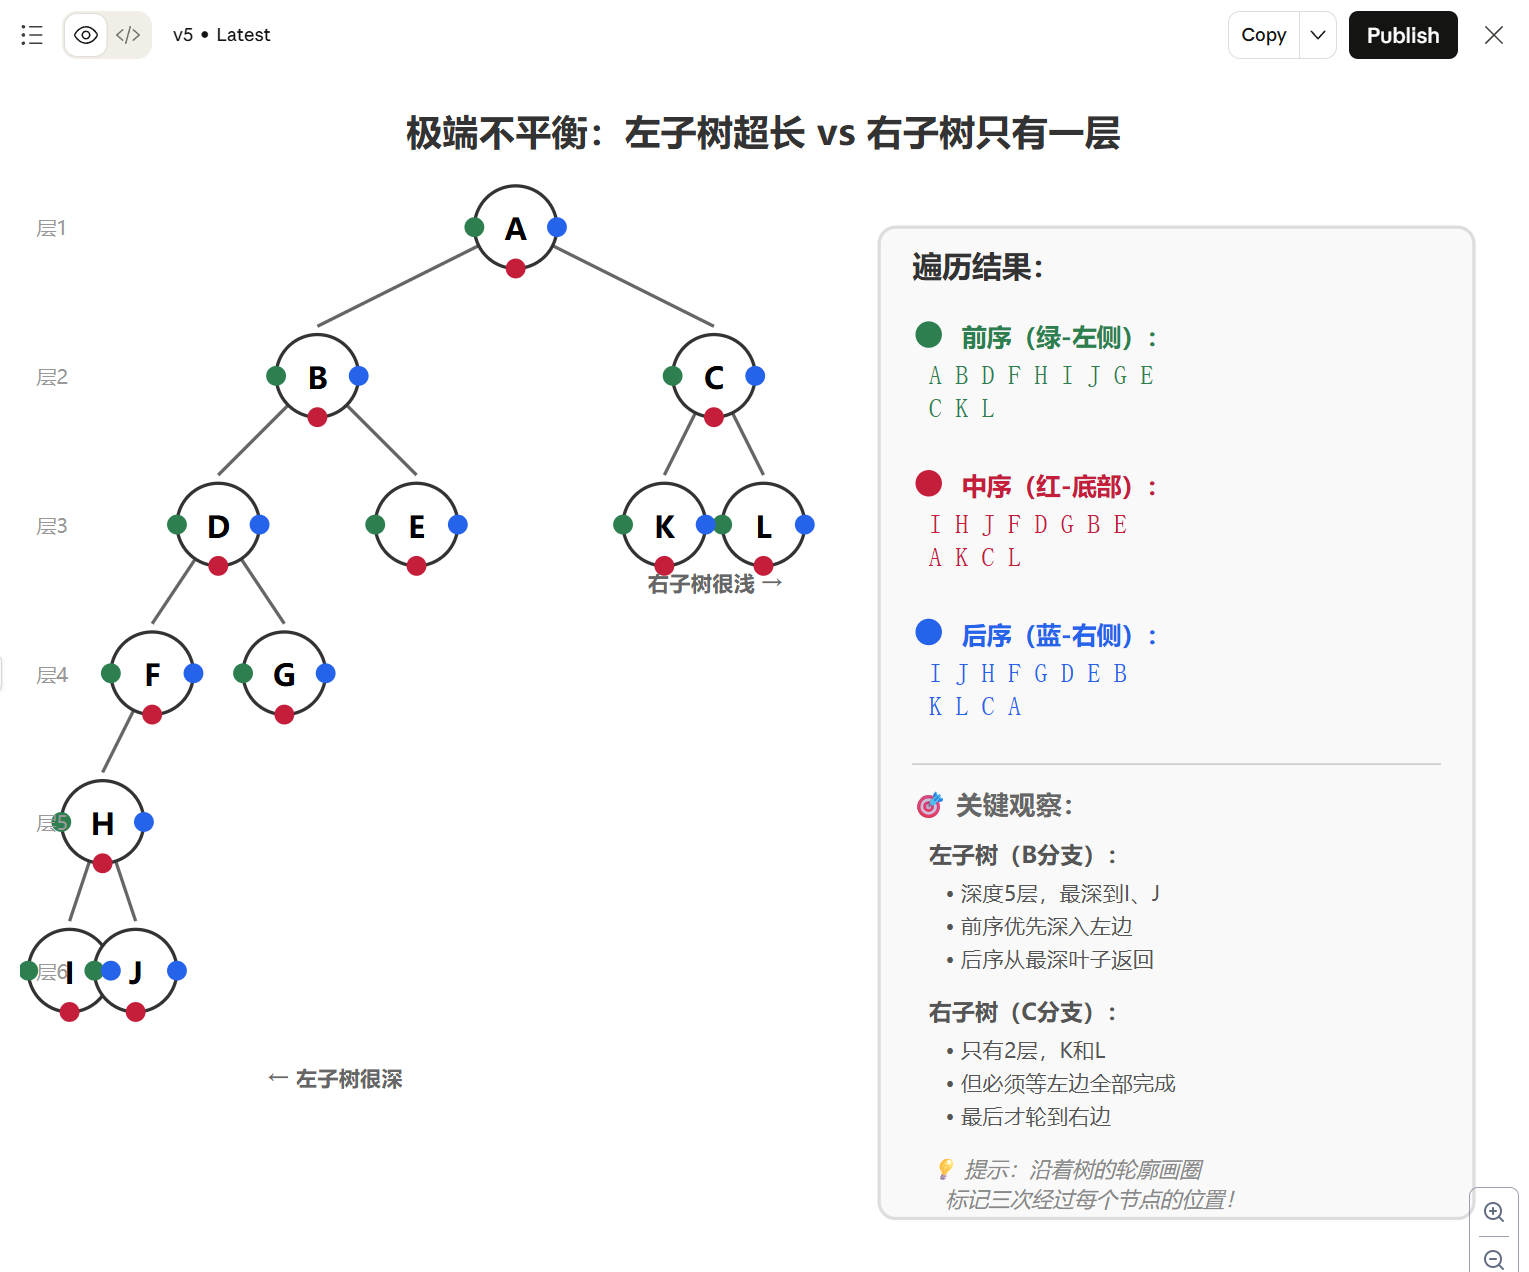 v5 • Latest
Copy
Publish
极端不平衡：左子树超长 vs 右子树只有一层
层1
A
层2
B
C
层3
D
E
K
L
右子树很浅 →
层4
F
G
层5
H
层6
I
J
← 左子树很深
遍历结果：
前序（绿-左侧）：
A B D F H I J G E
C K L
中序（红-底部）：
I H J F D G B E
A K C L
后序（蓝-右侧）：
I J H F G D E B
K L C A
🎯 关键观察：
左子树（B分支）：
• 深度5层，最深到I、J
• 前序优先深入左边
• 后序从最深叶子返回
右子树（C分支）：
• 只有2层，K和L
• 但必须等左边全部完成
• 最后才轮到右边
💡 提示：沿着树的轮廓画圈
标记三次经过每个节点的位置！